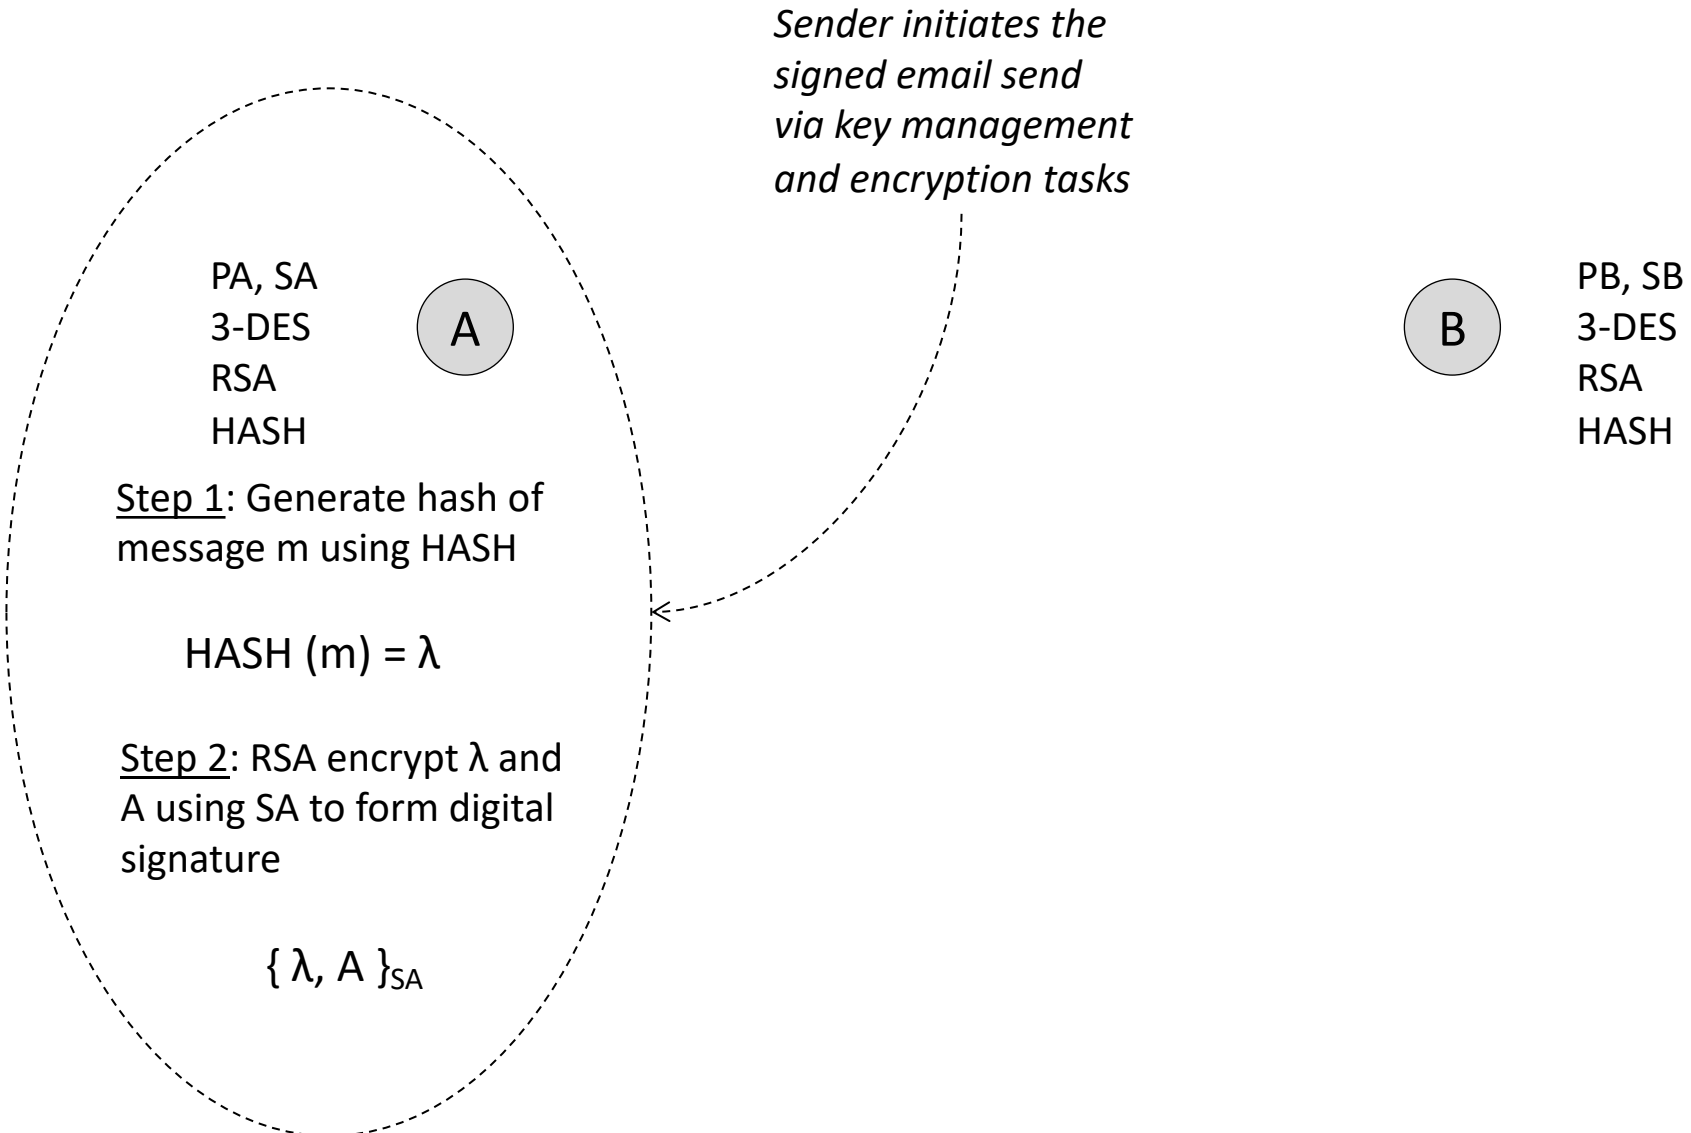 Sender initiates the
signed email send
via key management
and encryption tasks
PA, SA
3-DES
RSA
HASH
A
Step 1: Generate hash of
message m using HASH
HASH (m) = λ
Step 2: RSA encrypt λ and
A using SA to form digital
signature
{ λ, A }SA
B
PB, SB
3-DES
RSA
HASH